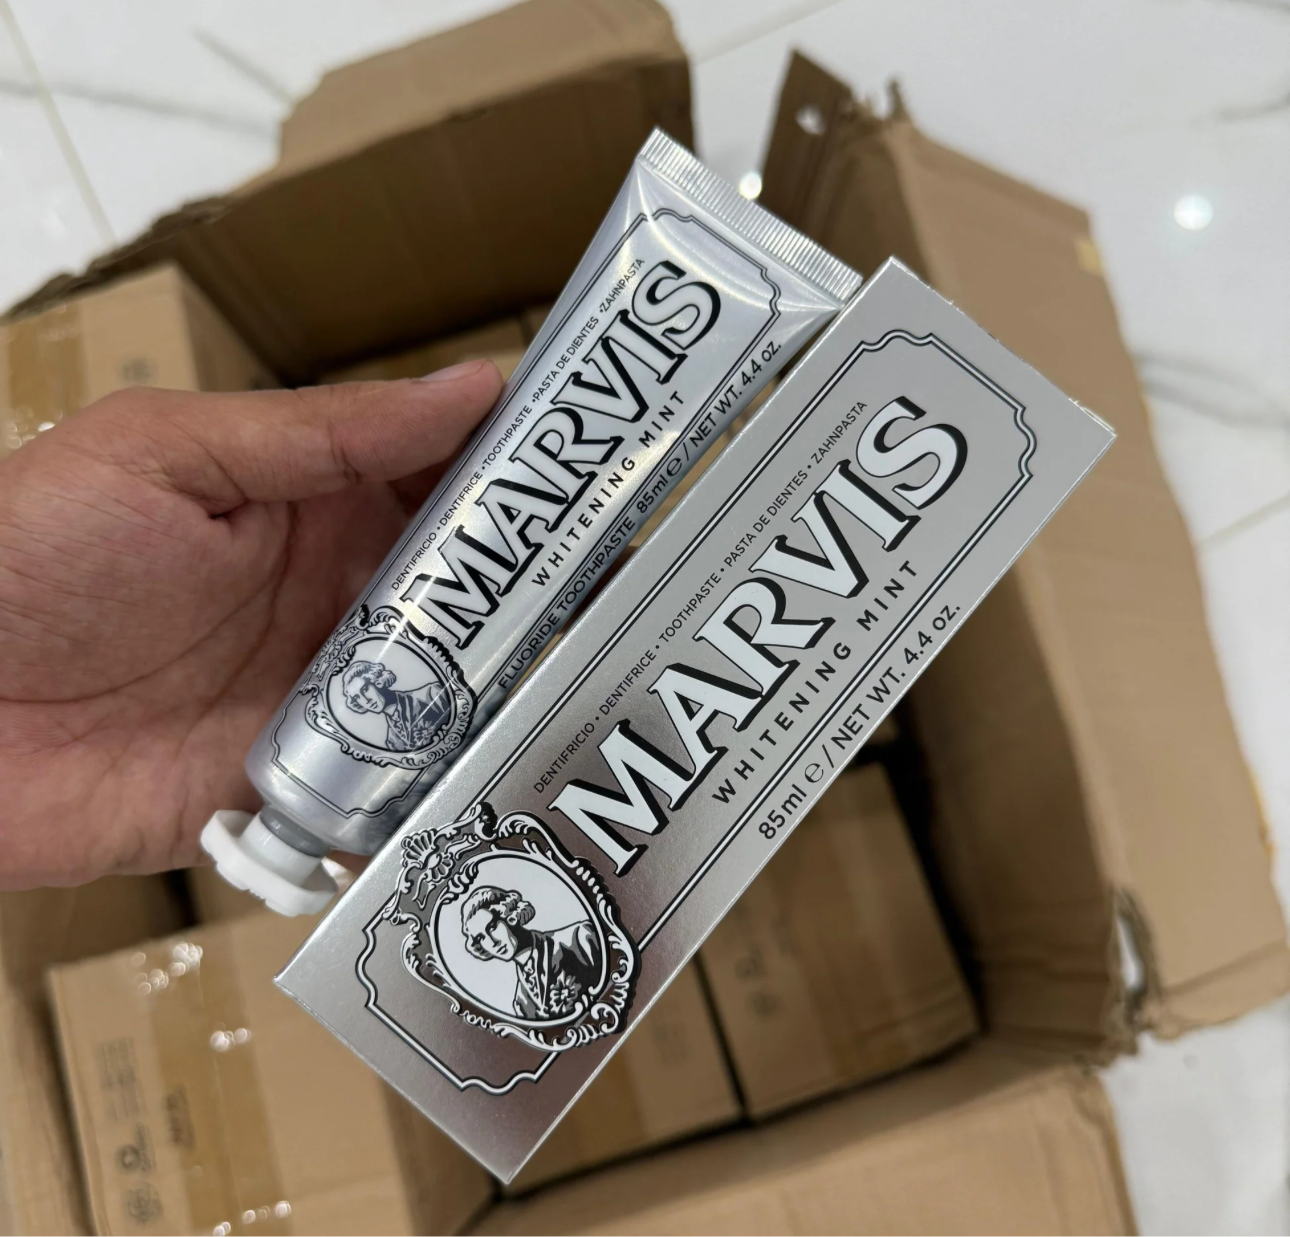 DENTIFRICIO • DENTIFRICE • TOOTHPASTE • PASTA DE DIENTES • ZAHNPASTA
MARVIS
WHITENING MINT
FLUORIDE TOOTHPASTE 85ml e / NET WT. 4.4 OZ.
DENTIFRICIO • DENTIFRICE • TOOTHPASTE • PASTA DE DIENTES • ZAHNPASTA
MARVIS
WHITENING MINT
85ml e / NET WT. 4.4 OZ.